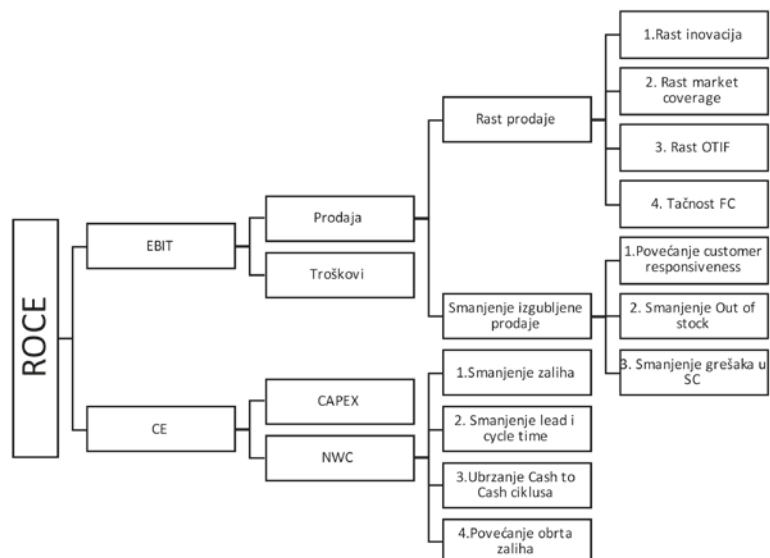 ROCE
EBIT
Prodaja
Rast prodaje
1.Rast inovacija
2. Rast market
coverage
3. Rast OTIF
4. Tačnost FC
Smanjenje izgubljene
prodaje
1.Povećanje customer
responsiveness
2. Smanjenje Out of
stock
3. Smanjenje grešaka u
SC
Troškovi
CE
CAPEX
NWC
1.Smanjenje zaliha
2. Smanjenje lead i
cycle time
3.Ubrzanje Cash to
Cash ciklusa
4.Povećanje obrta
zaliha